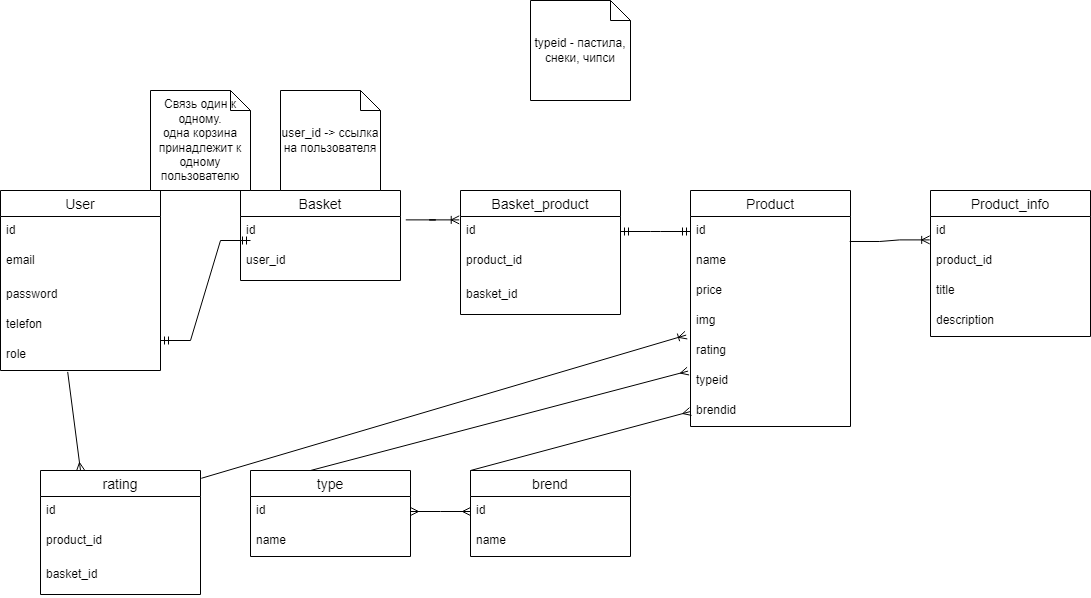 typeid - пастила,
снеки, чипси
Связь один к
одному.
одна корзина
принадлежит к
одному
пользователю
user_id -> ссылка
на пользователя
User
id
email
password
telefon
role
Basket
id
user_id
Basket_product
id
product_id
basket_id
Product
id
name
price
img
rating
typeid
brendid
Product_info
id
product_id
title
description
rating
id
product_id
basket_id
type
id
name
brend
id
name